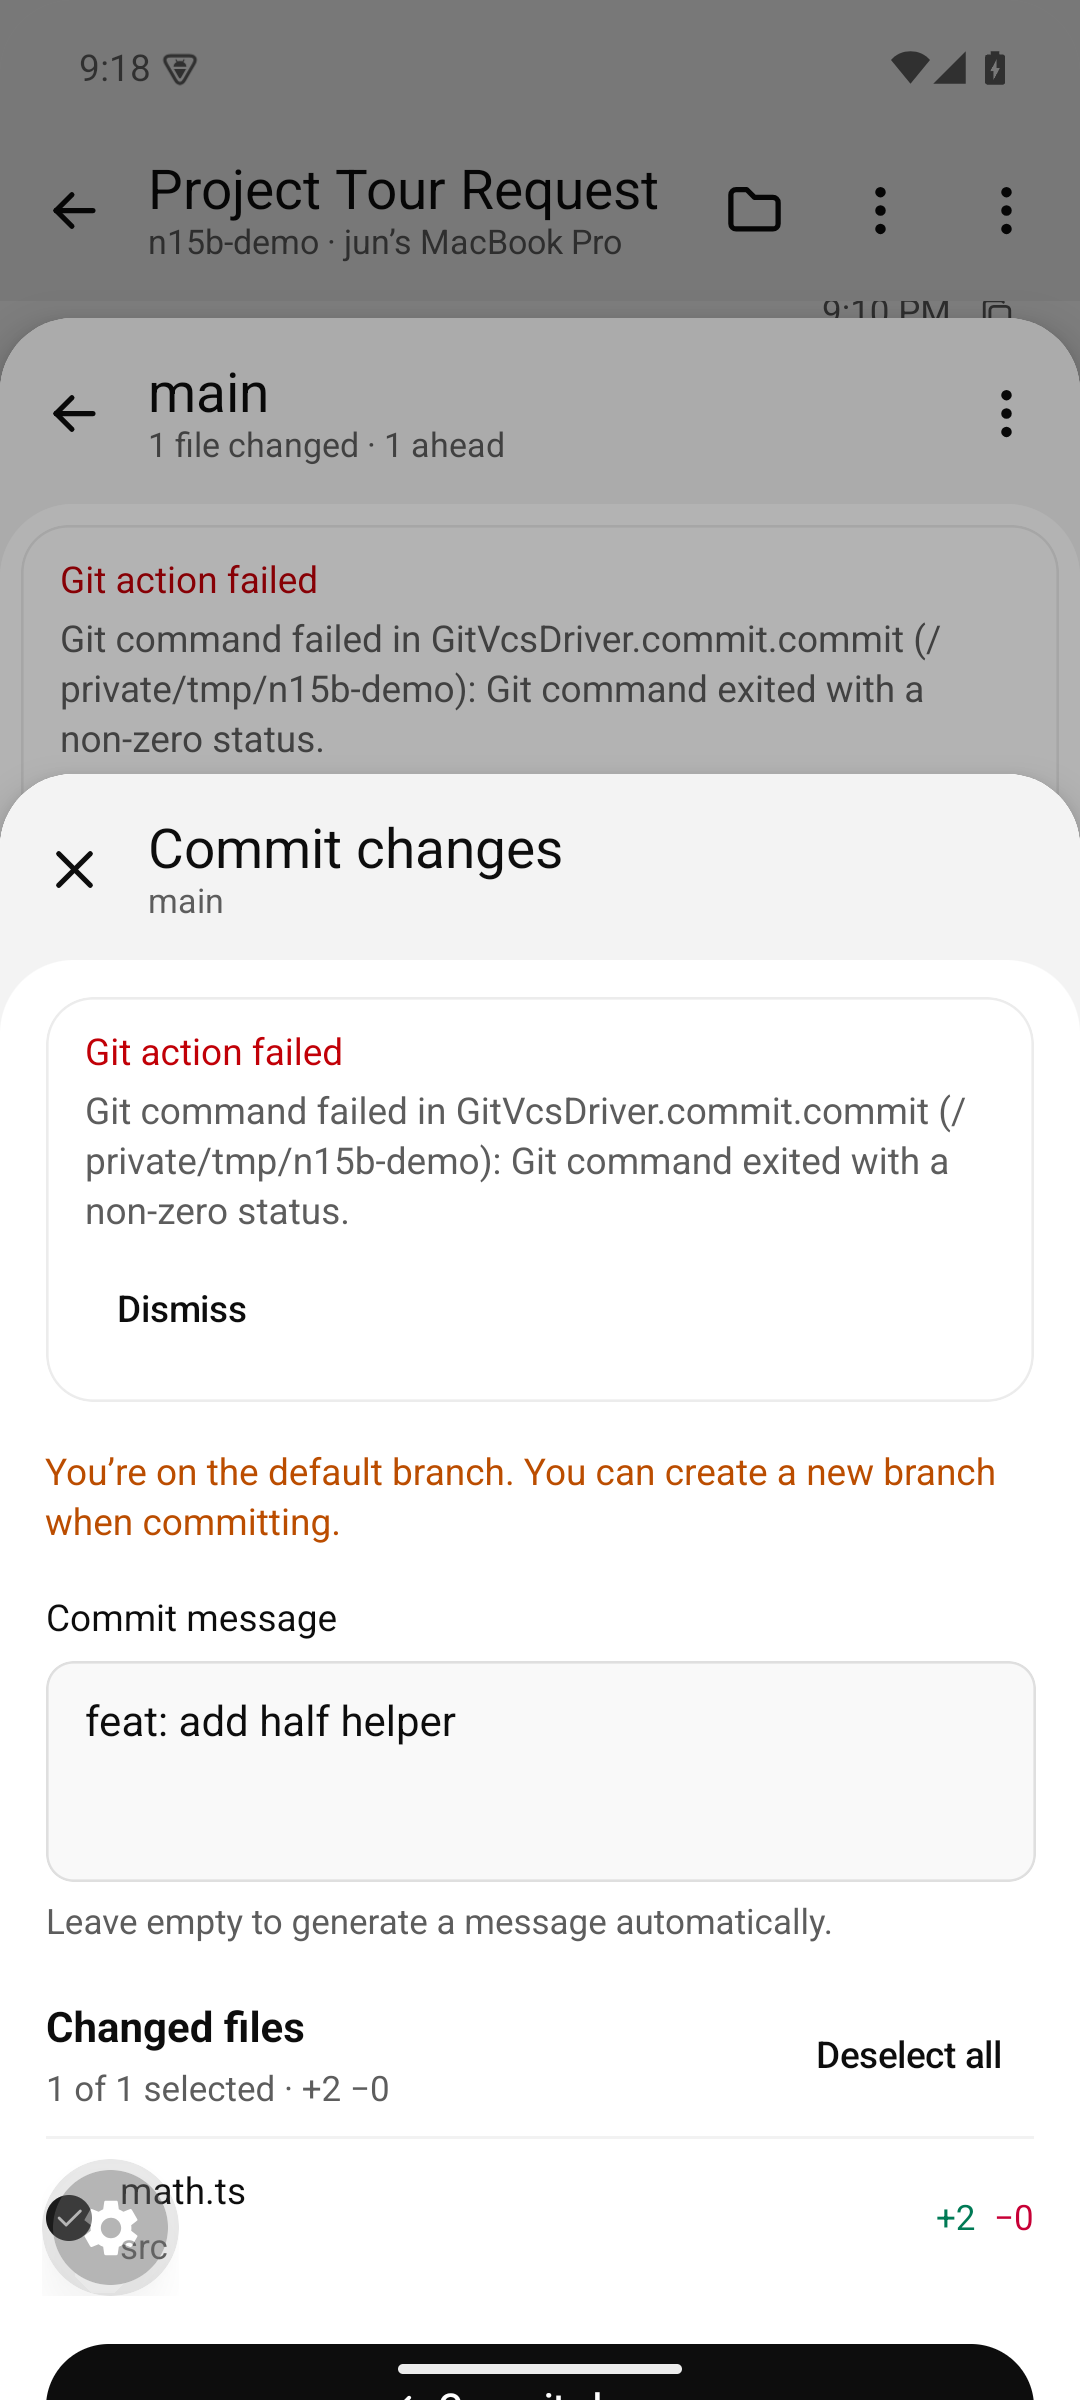 9:18
Project Tour Request
n15b-demo · jun’s MacBook Pro
9:10 PM
main
1 file changed · 1 ahead
Git action failed
Git command failed in GitVcsDriver.commit.commit (/
private/tmp/n15b-demo): Git command exited with a
non-zero status.
Commit changes
main
Git action failed
Git command failed in GitVcsDriver.commit.commit (/
private/tmp/n15b-demo): Git command exited with a
non-zero status.
Dismiss
You’re on the default branch. You can create a new branch
when committing.
Commit message
feat: add half helper
Leave empty to generate a message automatically.
Changed files
Deselect all
1 of 1 selected · +2 −0
math.ts
src
+2 −0